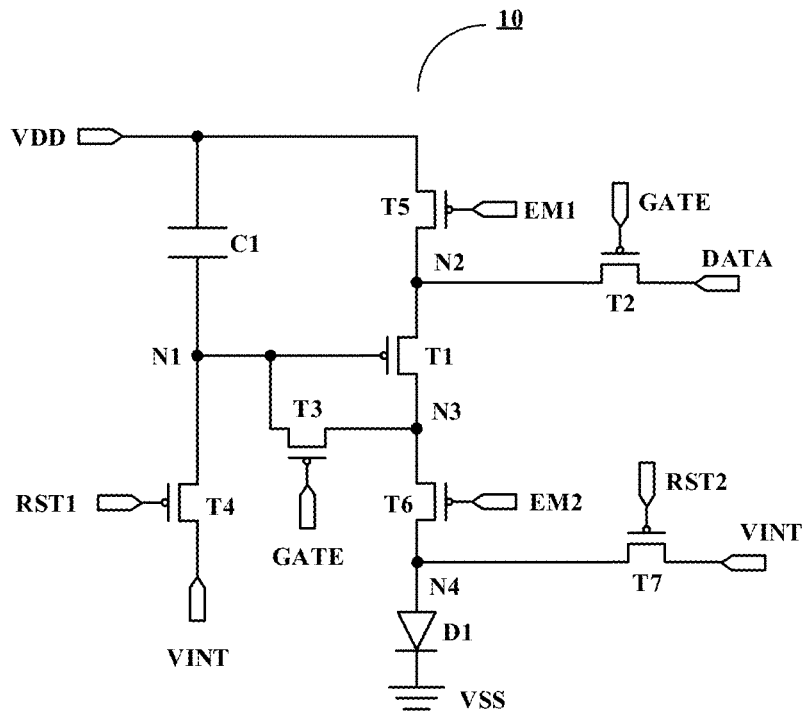 10
VDD
T5
EM1
GATE
C1
N2
DATA
T2
N1
T1
T3
N3
RST1
T4
T6
EM2
RST2
GATE
VINT
N4
T7
VINT
D1
VSS